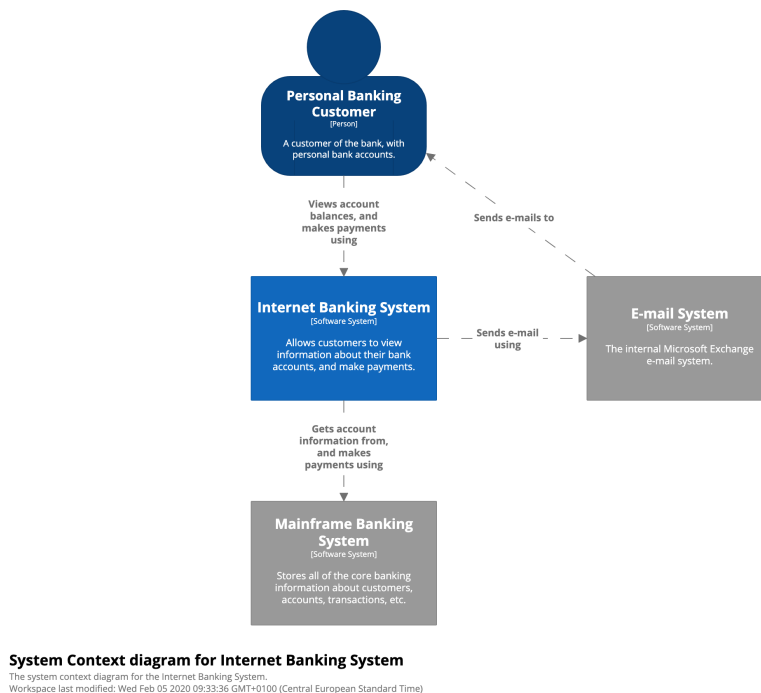 Personal Banking
Customer
[Person]
A customer of the bank, with
personal bank accounts.
Views account
balances, and
makes payments
using
Sends e-mails to
Internet Banking System
[Software System]
Allows customers to view
information about their bank
accounts, and make payments.
Sends e-mail
using
E-mail System
[Software System]
The internal Microsoft Exchange
e-mail system.
Gets account
information from,
and makes
payments using
Mainframe Banking
System
[Software System]
Stores all of the core banking
information about customers,
accounts, transactions, etc.
System Context diagram for Internet Banking System
The system context diagram for the Internet Banking System.
Workspace last modified: Wed Feb 05 2020 09:33:36 GMT+0100 (Central European Standard Time)